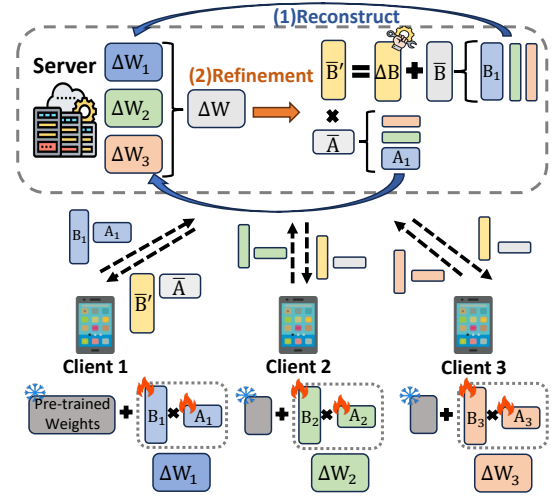 (1)Reconstruct
Server
ΔW₁
ΔW₂
ΔW₃
ΔW
(2)Refinement
B̅′ = ΔB + B̅
B₁
×
A̅
A₁
B₁ A₁
B̅′ A̅
Client 1
Client 2
Client 3
Pre-trained
Weights
+ B₁ × A₁
+ B₂ × A₂
+ B₃ × A₃
ΔW₁
ΔW₂
ΔW₃